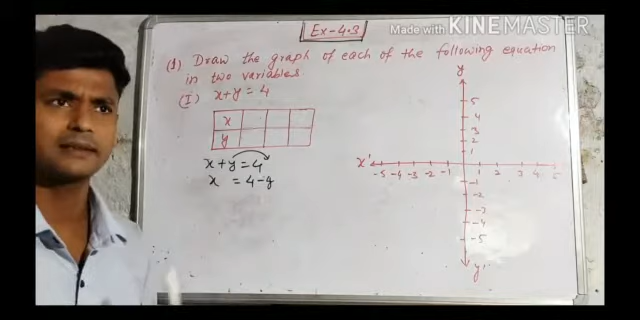 Ex-4.3
Made with KINEMASTER
(1) Draw the graph of each of the following equation
in two variables.
(I) x+y=4
x
y
x+y=4
x = 4-y
y
5
4
3
2
1
x'
-5 -4 -3 -2 -1 1 2 3 4 5
-1
-2
-3
-4
-5
y'